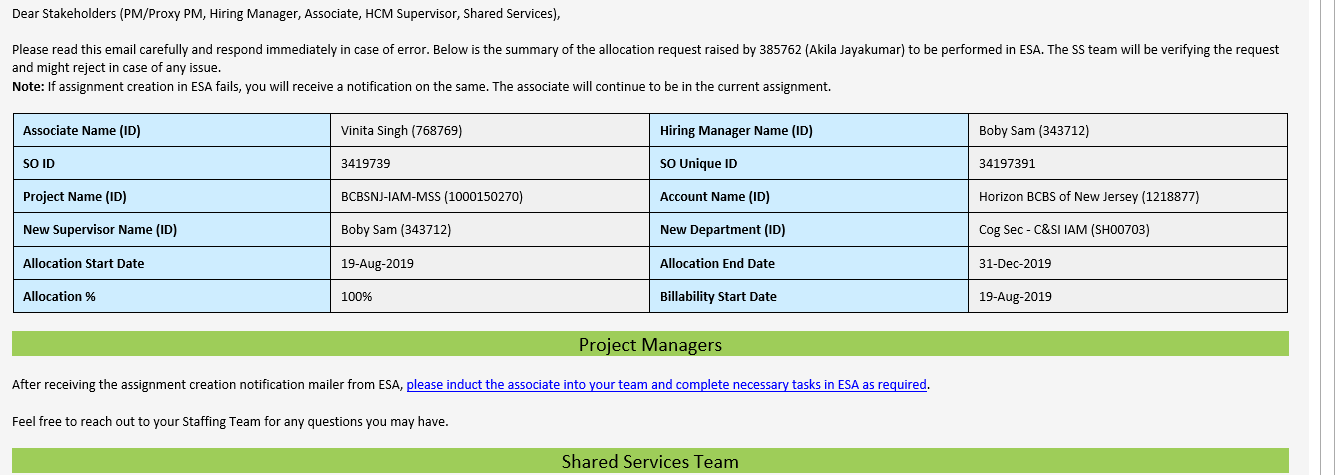 Dear Stakeholders (PM/Proxy PM, Hiring Manager, Associate, HCM Supervisor, Shared Services),
Please read this email carefully and respond immediately in case of error. Below is the summary of the allocation request raised by 385762 (Akila Jayakumar) to be performed in ESA. The SS team will be verifying the request
and might reject in case of any issue.
Note: If assignment creation in ESA fails, you will receive a notification on the same. The associate will continue to be in the current assignment.
Associate Name (ID) Vinita Singh (768769) Hiring Manager Name (ID) Boby Sam (343712)
SO ID 3419739 SO Unique ID 34197391
Project Name (ID) BCBSNJ-IAM-MSS (1000150270) Account Name (ID) Horizon BCBS of New Jersey (1218877)
New Supervisor Name (ID) Boby Sam (343712) New Department (ID) Cog Sec - C&SI IAM (SH00703)
Allocation Start Date 19-Aug-2019 Allocation End Date 31-Dec-2019
Allocation % 100% Billability Start Date 19-Aug-2019
Project Managers
After receiving the assignment creation notification mailer from ESA, please induct the associate into your team and complete necessary tasks in ESA as required.
Feel free to reach out to your Staffing Team for any questions you may have.
Shared Services Team